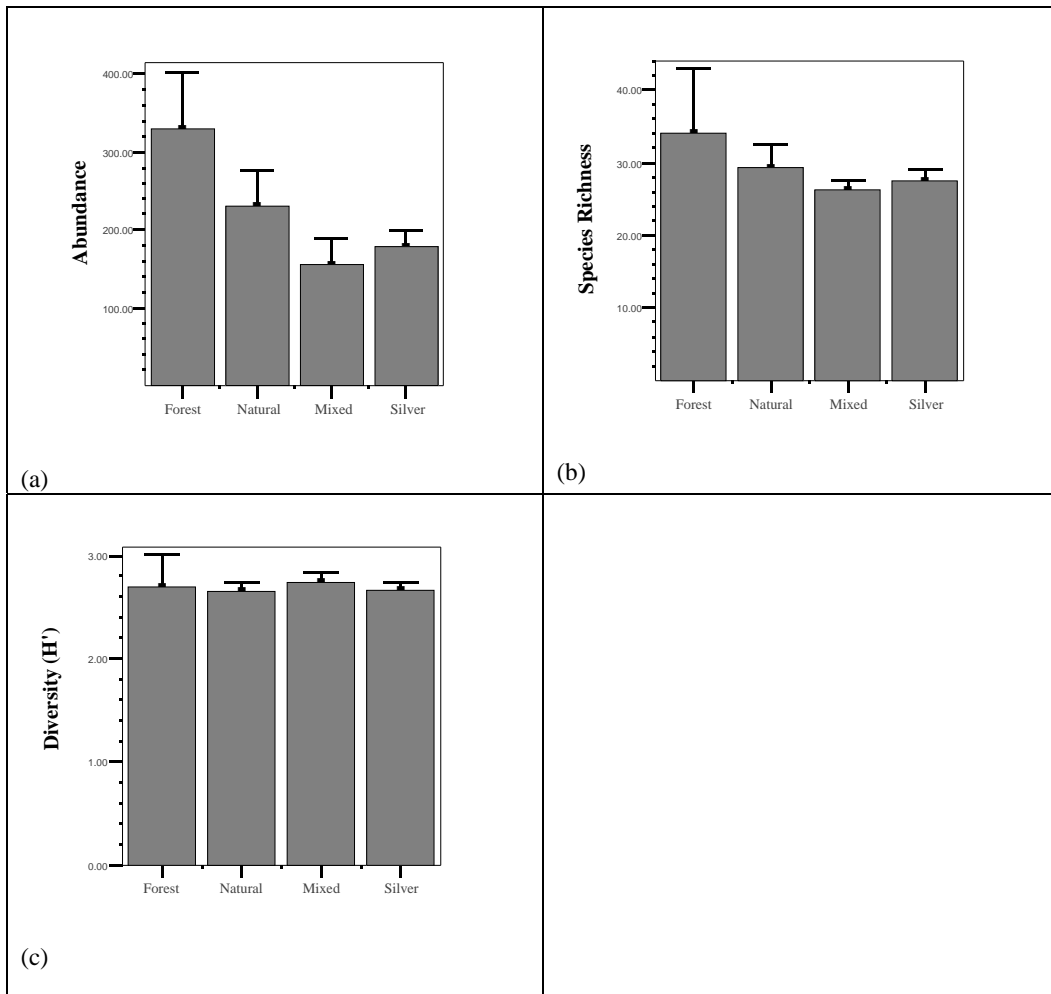 Abundance
400.00
300.00
200.00
100.00
Forest Natural Mixed Silver
(a)
Species Richness
40.00
30.00
20.00
10.00
Forest Natural Mixed Silver
(b)
Diversity (H')
3.00
2.00
1.00
0.00
Forest Natural Mixed Silver
(c)